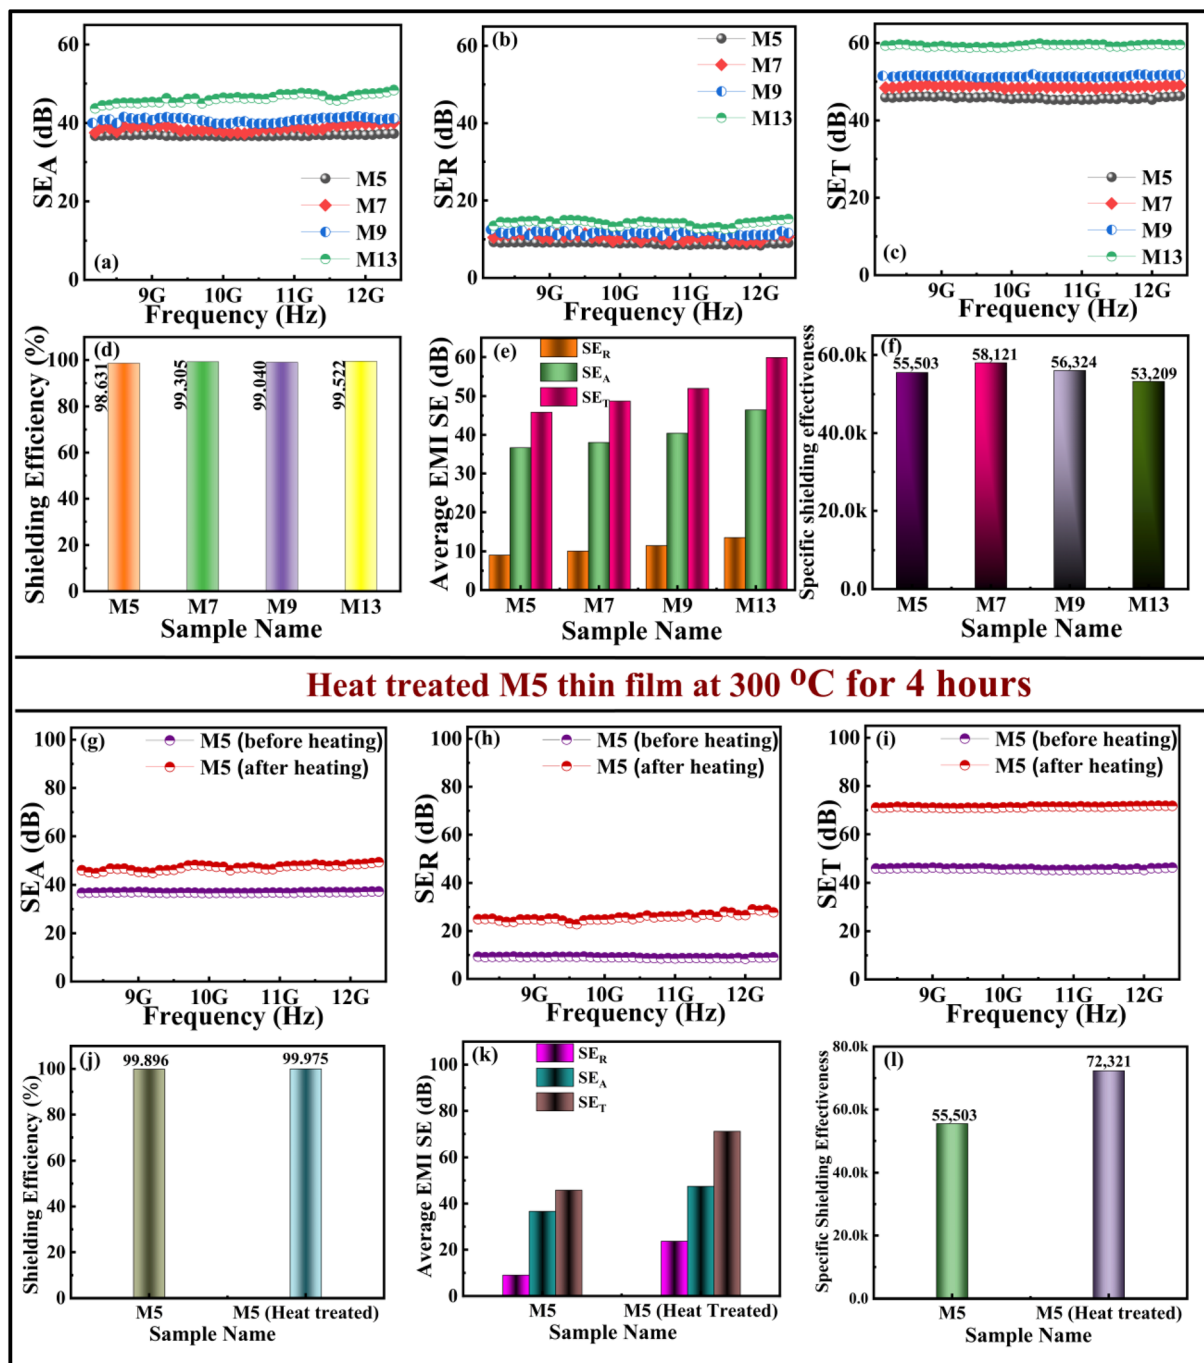 60
40
20
0
SEA (dB)
M5
M7
M9
M13
(a)
9G 10G 11G 12G
Frequency (Hz)
(b)
60
40
20
0
SER (dB)
M5
M7
M9
M13
9G 10G 11G 12G
Frequency (Hz)
60
40
20
0
SET (dB)
M5
M7
M9
M13
(c)
9G 10G 11G 12G
Frequency (Hz)
(d)
100
80
60
40
20
0
Shielding Efficiency (%)
98.631
99.305
99.040
99.522
M5 M7 M9 M13
Sample Name
(e)
SER
SEA
SET
60
50
40
30
20
10
0
Average EMI SE (dB)
M5 M7 M9 M13
Sample Name
(f)
60.0k
40.0k
20.0k
0.0
Specific shielding effectiveness
55,503
58,121
56,324
53,209
M5 M7 M9 M13
Sample Name
Heat treated M5 thin film at 300 °C for 4 hours
(g)
M5 (before heating)
M5 (after heating)
100
80
60
40
20
0
SEA (dB)
9G 10G 11G 12G
Frequency (Hz)
(h)
M5 (before heating)
M5 (after heating)
100
80
60
40
20
0
SER (dB)
9G 10G 11G 12G
Frequency (Hz)
(i)
M5 (before heating)
M5 (after heating)
100
80
60
40
20
0
SET (dB)
9G 10G 11G 12G
Frequency (Hz)
(j)
99.896
99.975
100
80
60
40
20
0
Shielding Efficiency (%)
M5 M5 (Heat treated)
Sample Name
(k)
SER
SEA
SET
100
80
60
40
20
0
Average EMI SE (dB)
M5 M5 (Heat Treated)
Sample Name
(l)
80.0k
60.0k
40.0k
20.0k
0.0
Specific Shielding Effectiveness
55,503
72,321
M5 M5 (Heat treated)
Sample Name